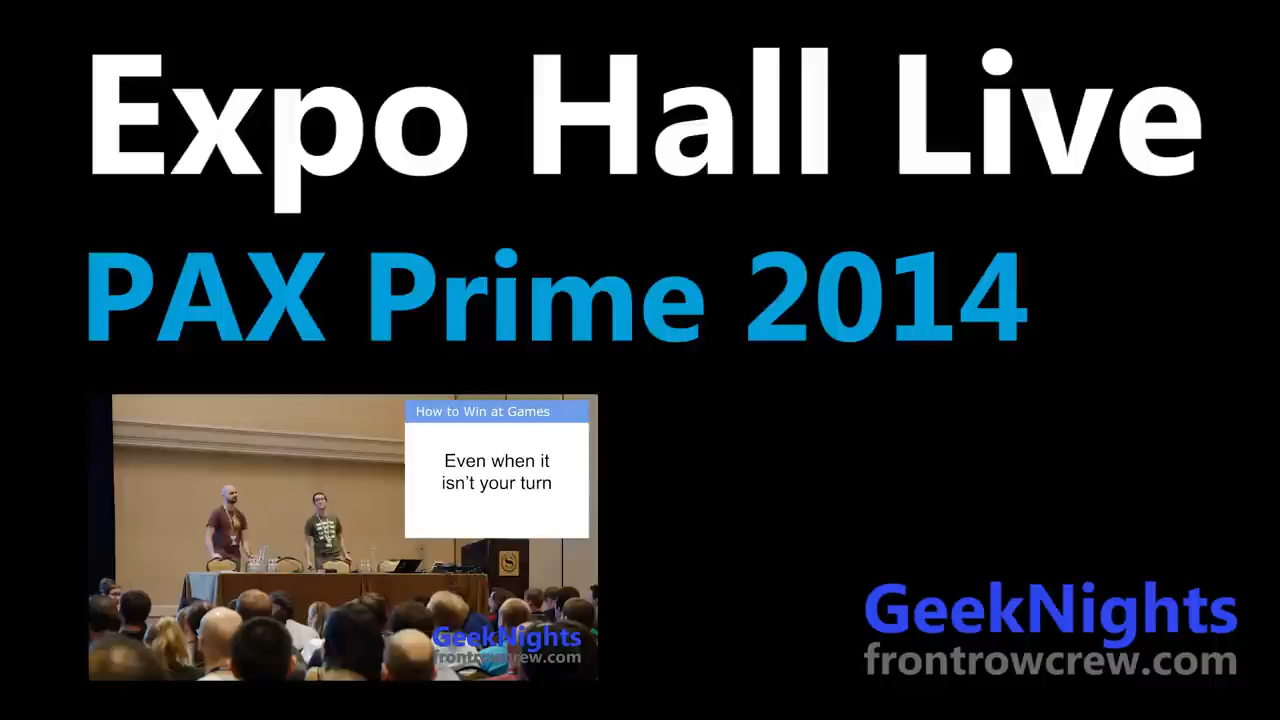 Expo Hall Live
PAX Prime 2014
How to Win at Games
Even when it
isn't your turn
GeekNights
frontrowcrew.com
GeekNights
frontrowcrew.com